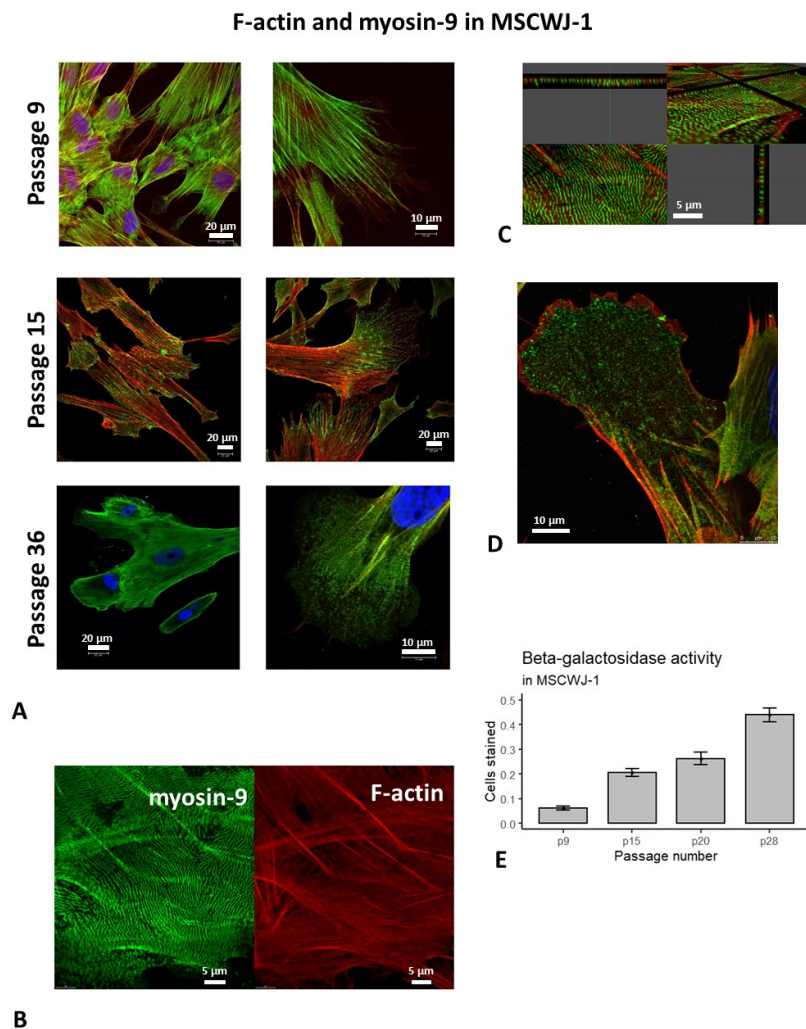 F-actin and myosin-9 in MSCWJ-1
Passage 9
20 µm
10 µm
Passage 15
20 µm
20 µm
Passage 36
20 µm
10 µm
A
myosin-9
F-actin
5 µm
5 µm
B
5 µm
C
10 µm
D
Beta-galactosidase activity
in MSCWJ-1
Cells stained
0.5
0.4
0.3
0.2
0.1
0.0
p9 p15 p20 p28
Passage number
E